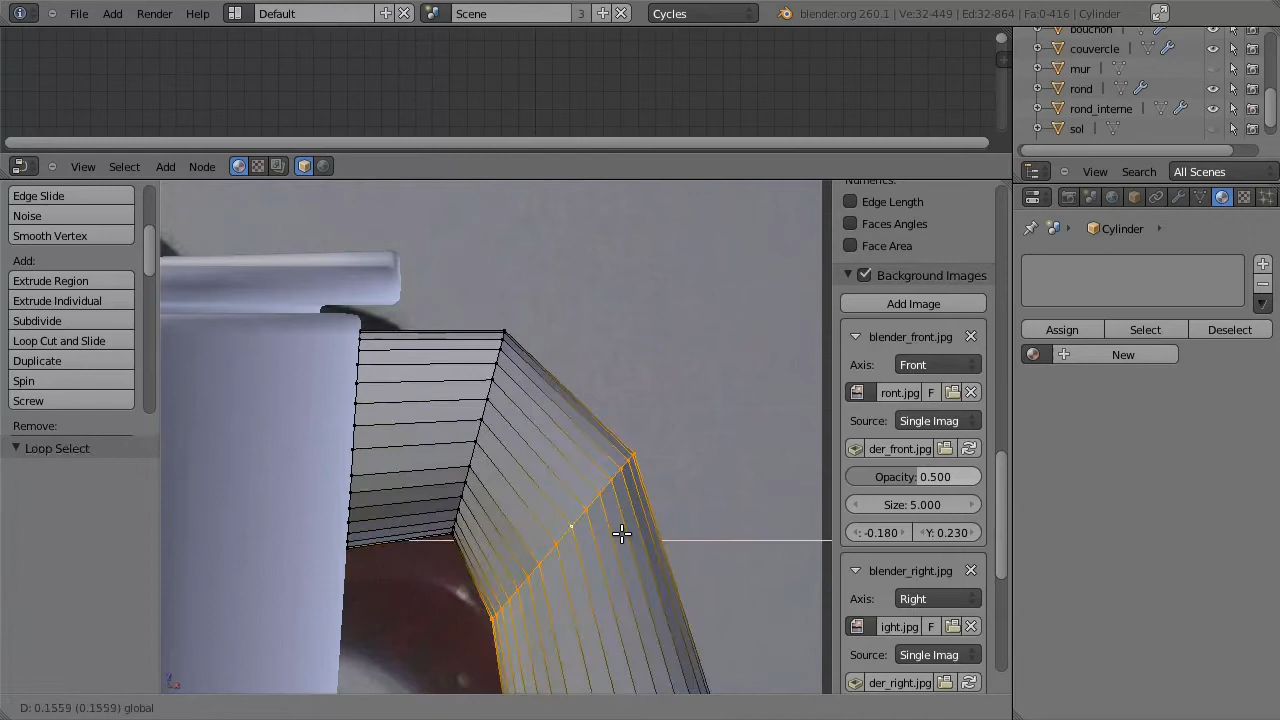 File Add Render Help Default Scene 3 Cycles blender.org 260.1 | Ve:32-449 | Ed:32-864 | Fa:0-416 | Cylinder
bouchon
couvercle
mur
rond
rond_interne
sol
View Select Add Node
View Search All Scenes
Edge Slide
Noise
Smooth Vertex
Add:
Extrude Region
Extrude Individual
Subdivide
Loop Cut and Slide
Duplicate
Spin
Screw
Remove:
Loop Select
Numerics:
Edge Length
Faces Angles
Face Area
Background Images
Add Image
blender_front.jpg
Axis: Front
ront.jpg F
Source: Single Imag
der_front.jpg
Opacity: 0.500
Size: 5.000
: -0.180 Y: 0.230
blender_right.jpg
Axis: Right
ight.jpg F
Source: Single Imag
der_right.jpg
Cylinder
Assign Select Deselect
New
D: 0.1559 (0.1559) global